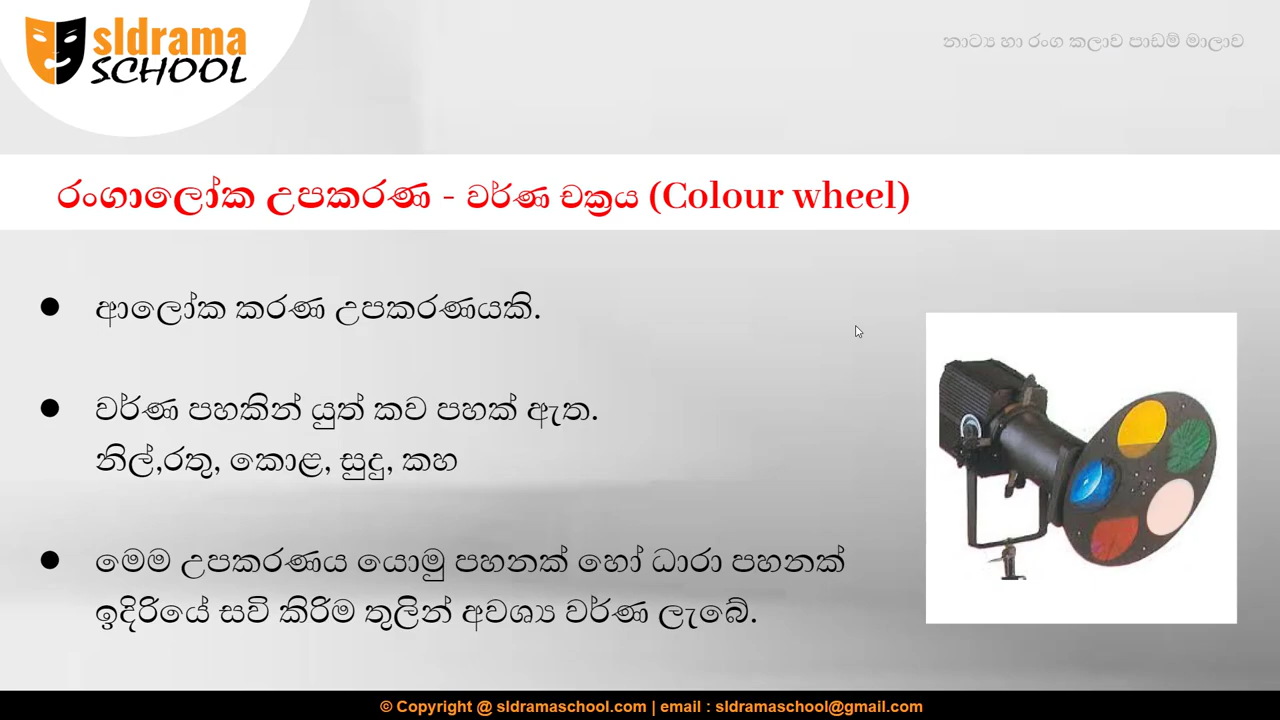 sldrama
SCHOOL
නාට්‍ය හා රංග කලාව පාඩම් මාලාව
රංගාලෝක උපකරණ - වර්ණ චක්‍රය (Colour wheel)
● ආලෝක කරණ උපකරණයකි.
● වර්ණ පහකින් යුත් කව පහක් ඇත.
නිල්,රතු, කොළ, සුදු, කහ
● මෙම උපකරණය යොමු පහනක් හෝ ධාරා පහනක්
ඉදිරියේ සවි කිරිම තුලින් අවශ්‍ය වර්ණ ලැබේ.
© Copyright @ sldramaschool.com | email : sldramaschool@gmail.com